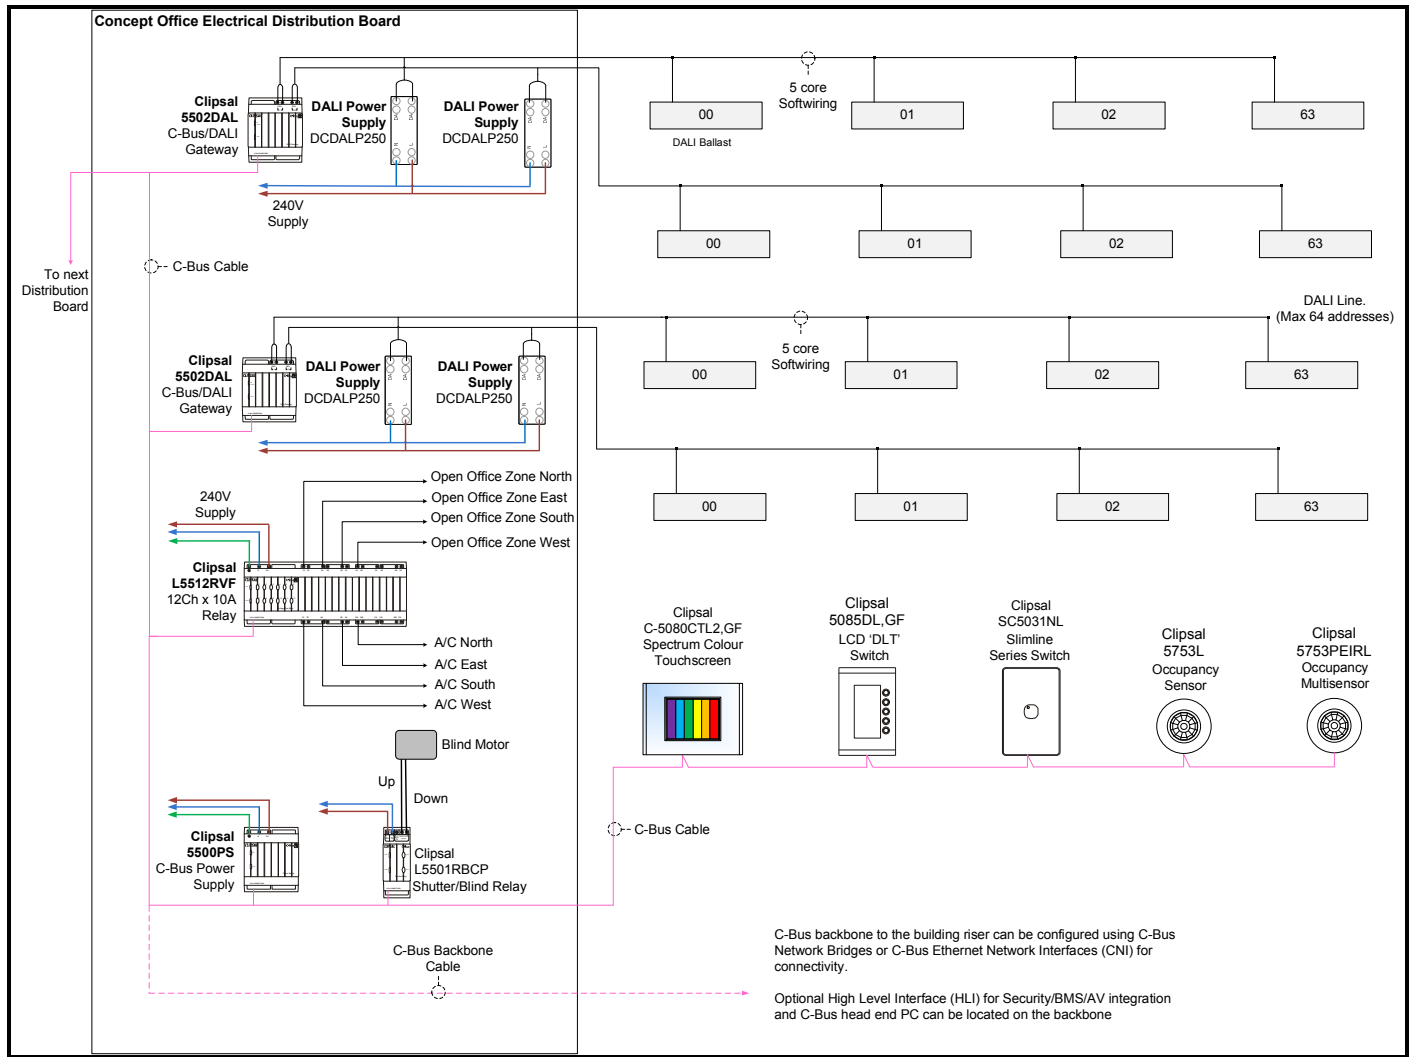 Concept Office Electrical Distribution Board
Clipsal
5502DAL
C-Bus/DALI
Gateway
DALI Power
Supply
DCDALP250
DALI Power
Supply
DCDALP250
240V
Supply
5 core
Softwiring
00
01
02
63
DALI Ballast
00
01
02
63
To next
Distribution
Board
C-Bus Cable
DALI Line.
(Max 64 addresses)
Clipsal
5502DAL
C-Bus/DALI
Gateway
DALI Power
Supply
DCDALP250
DALI Power
Supply
DCDALP250
5 core
Softwiring
00
01
02
63
00
01
02
63
240V
Supply
Open Office Zone North
Open Office Zone East
Open Office Zone South
Open Office Zone West
Clipsal
L5512RVF
12Ch x 10A
Relay
A/C North
A/C East
A/C South
A/C West
Clipsal
C-5080CTL2,GF
Spectrum Colour
Touchscreen
Clipsal
5085DL,GF
LCD ‘DLT’
Switch
Clipsal
SC5031NL
Slimline
Series Switch
Clipsal
5753L
Occupancy
Sensor
Clipsal
5753PEIRL
Occupancy
Multisensor
Blind Motor
Up
Down
Clipsal
5500PS
C-Bus Power
Supply
Clipsal
L5501RBCP
Shutter/Blind Relay
C-Bus Cable
C-Bus Backbone
Cable
C-Bus backbone to the building riser can be configured using C-Bus
Network Bridges or C-Bus Ethernet Network Interfaces (CNI) for
connectivity.
Optional High Level Interface (HLI) for Security/BMS/AV integration
and C-Bus head end PC can be located on the backbone